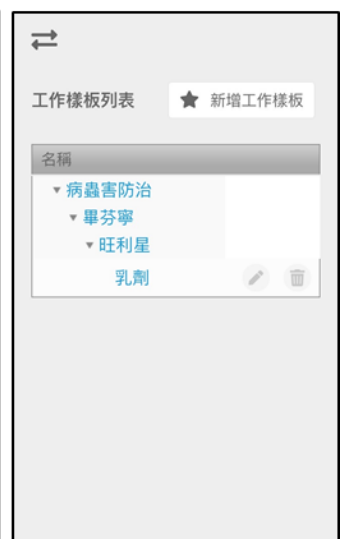 工作樣板列表
新增工作樣板
名稱
病蟲害防治
畢芬寧
旺利星
乳劑